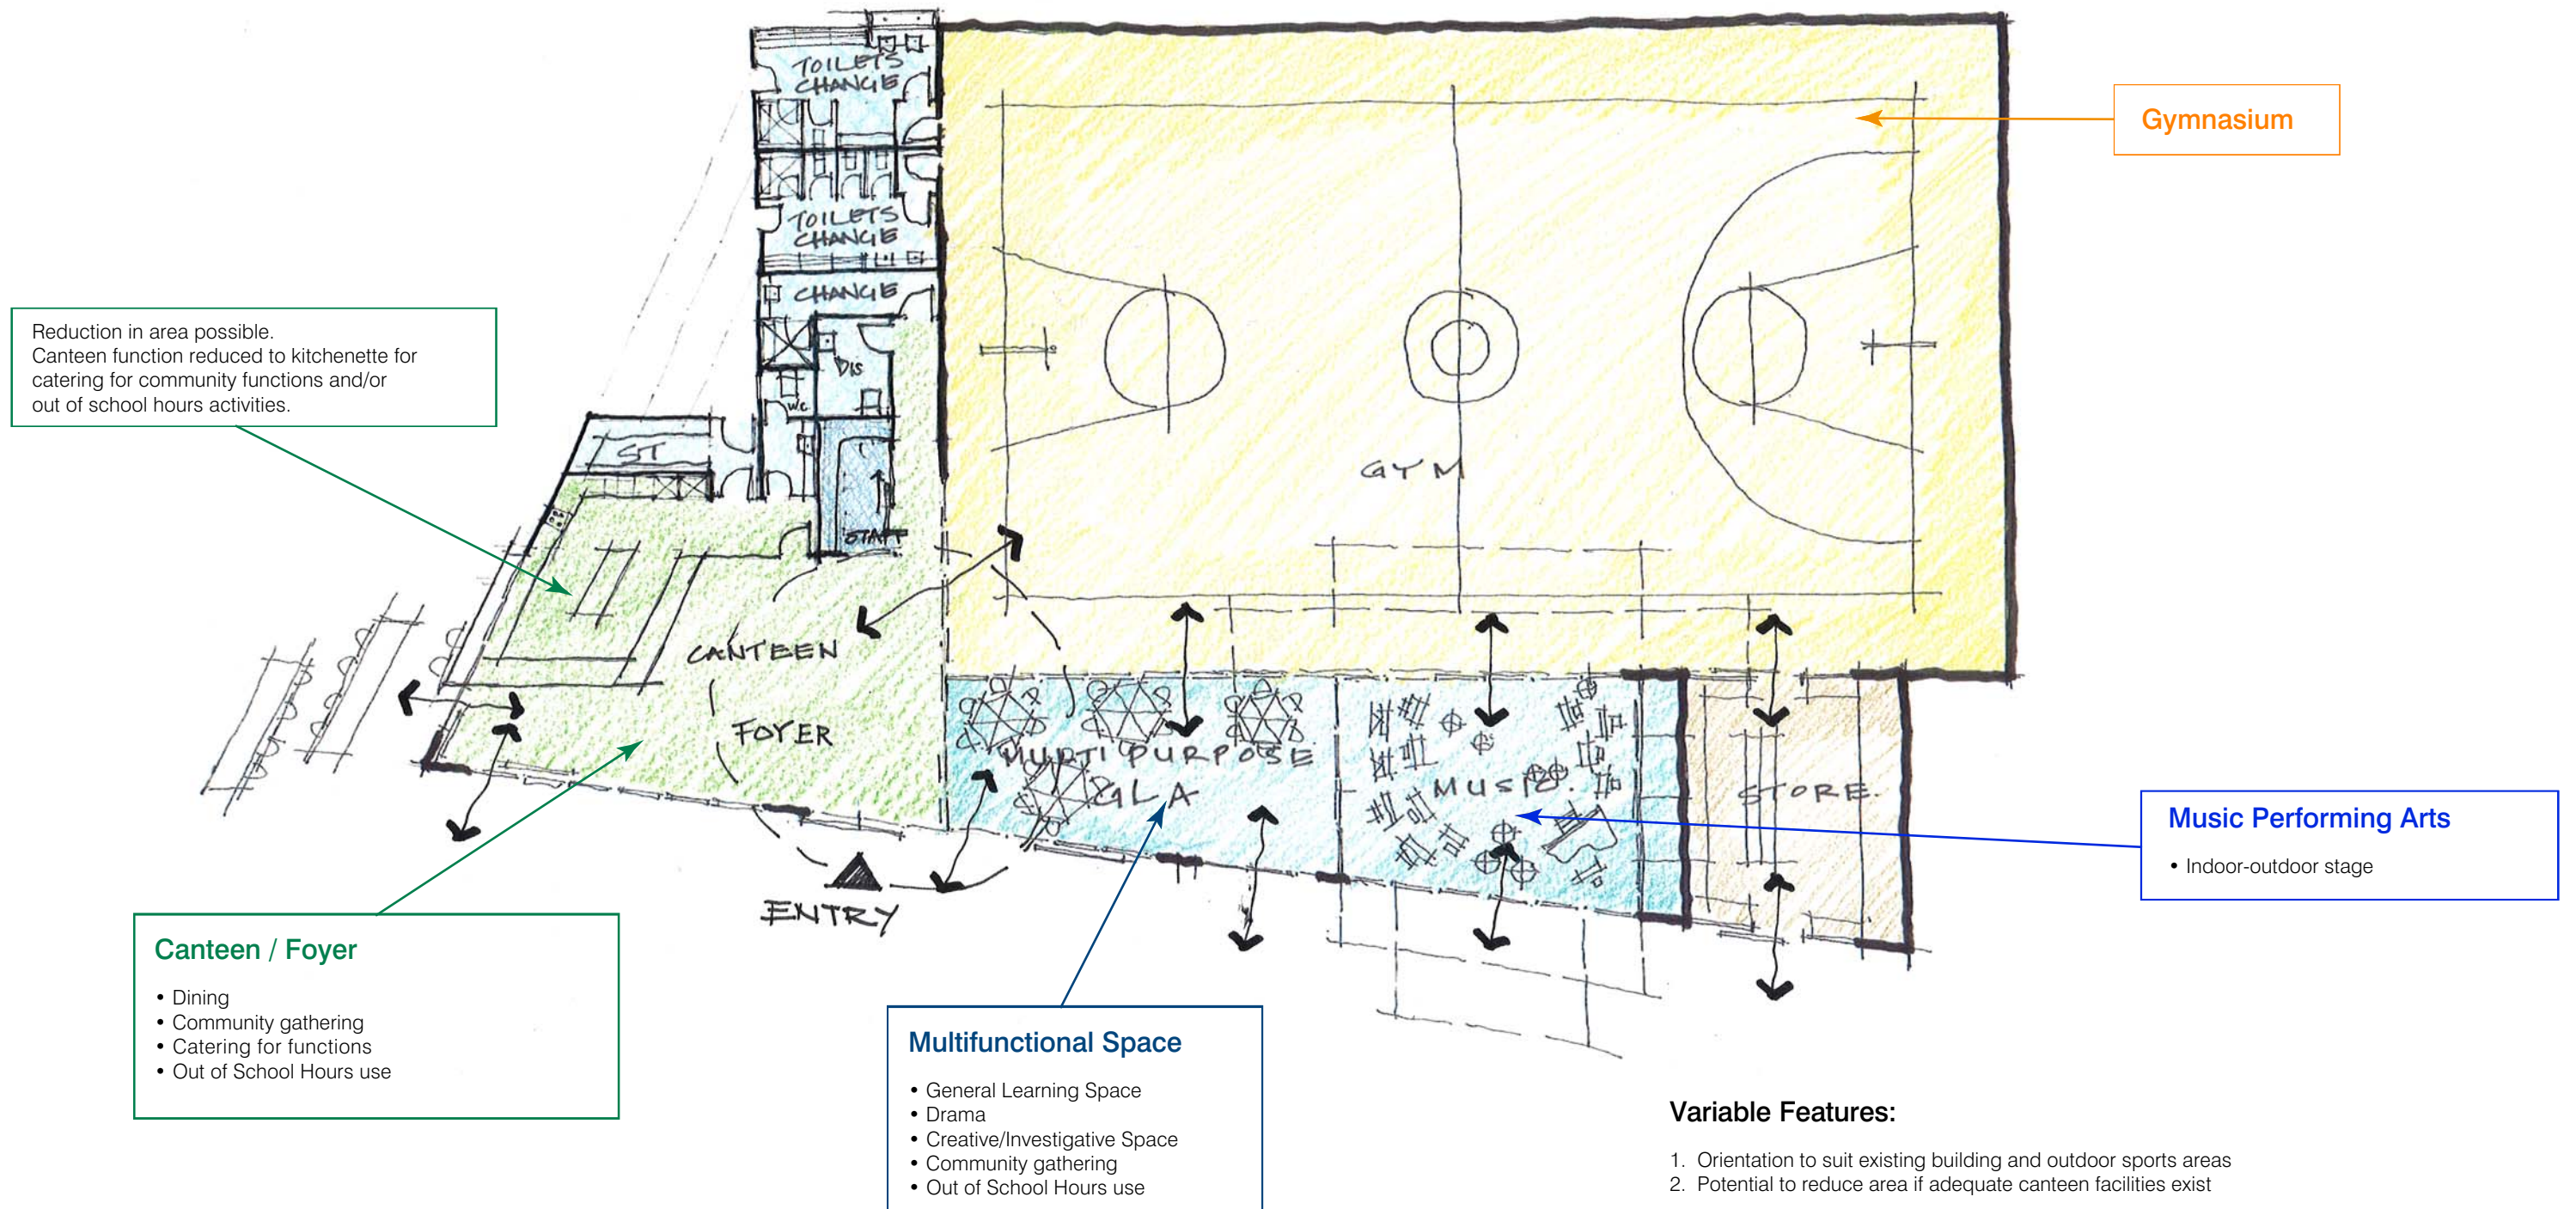 TOILETS
CHANGE
Gymnasium
TOILETS
CHANGE
CHANGE
Reduction in area possible.
Canteen function reduced to kitchenette for
catering for community functions and/or
out of school hours activities.
DIS
WC
ST
GYM
STAFF
CANTEEN
FOYER
MULTI PURPOSE
GLA
MUSIC.
STORE.
Music Performing Arts
• Indoor-outdoor stage
ENTRY
Canteen / Foyer
• Dining
• Community gathering
• Catering for functions
• Out of School Hours use
Multifunctional Space
• General Learning Space
• Drama
• Creative/Investigative Space
• Community gathering
• Out of School Hours use
Variable Features:
1. Orientation to suit existing building and outdoor sports areas
2. Potential to reduce area if adequate canteen facilities exist